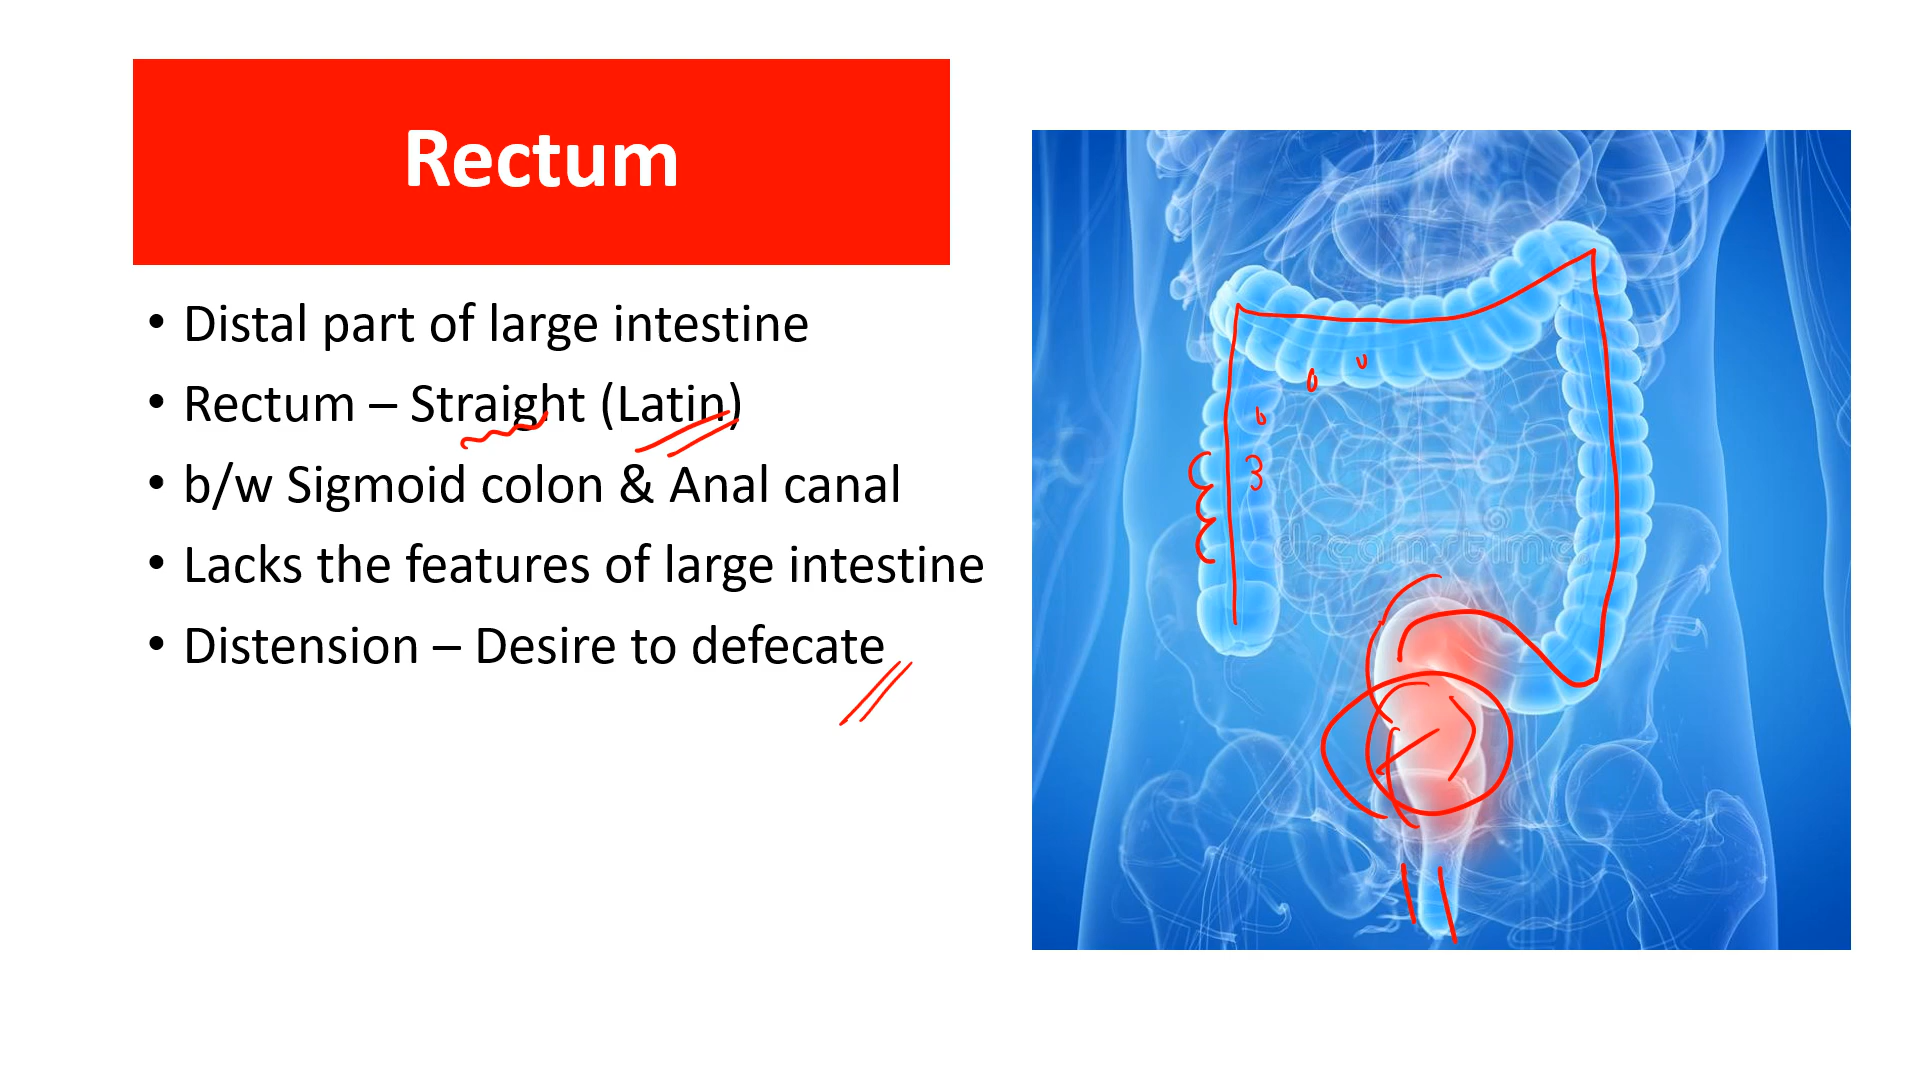 Rectum
• Distal part of large intestine
• Rectum – Straight (Latin)
• b/w Sigmoid colon & Anal canal
• Lacks the features of large intestine
• Distension – Desire to defecate
dreamstime